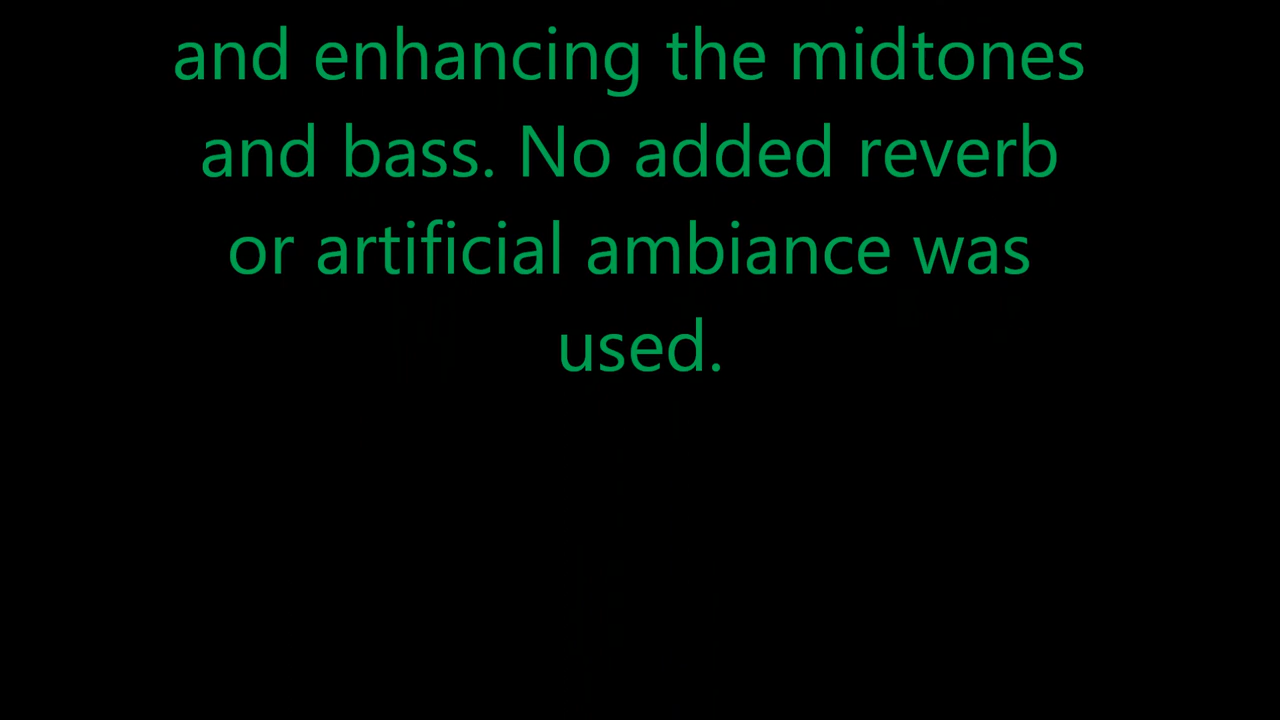 and enhancing the midtones
and bass. No added reverb
or artificial ambiance was
used.